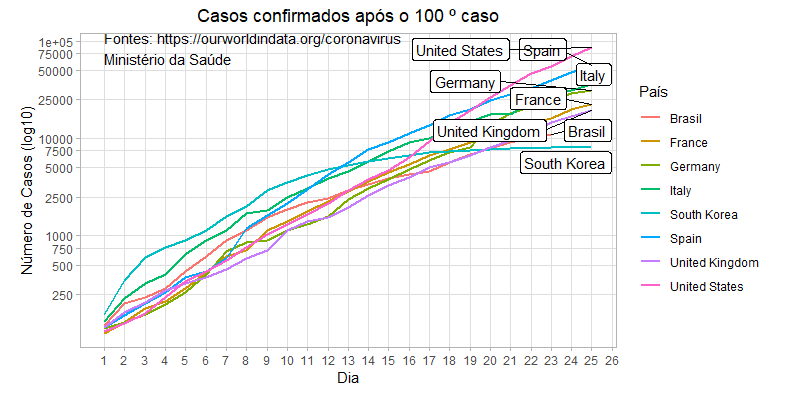 Casos confirmados após o 100 º caso
Fontes: https://ourworldindata.org/coronavirus
Ministério da Saúde
Número de Casos (log10)
1e+05
75000
50000
25000
10000
7500
5000
2500
1000
750
500
250
United States
Spain
Italy
Germany
France
United Kingdom
Brasil
South Korea
1 2 3 4 5 6 7 8 9 10 11 12 13 14 15 16 17 18 19 20 21 22 23 24 25 26
Dia
País
Brasil
France
Germany
Italy
South Korea
Spain
United Kingdom
United States